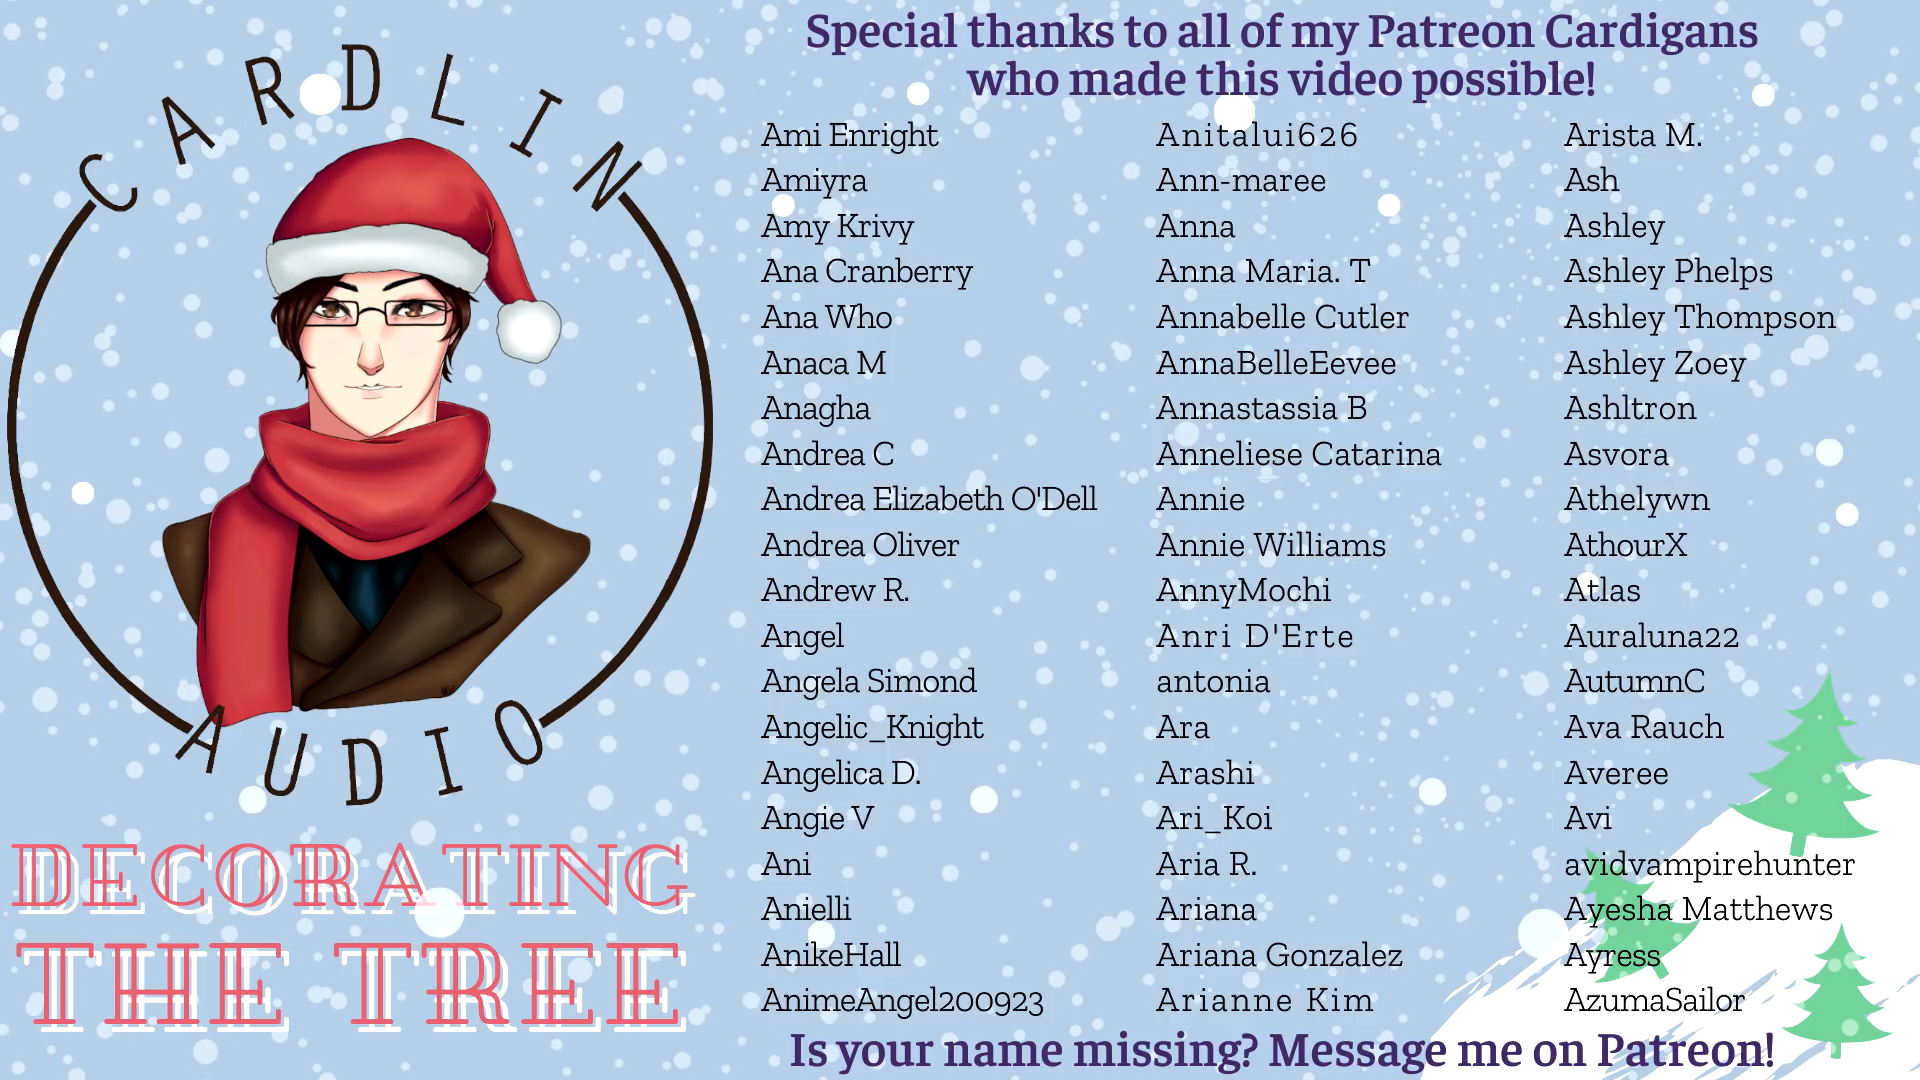 CARDLIN
AUDIO
DECORATING
THE TREE
Special thanks to all of my Patreon Cardigans
who made this video possible!
Ami Enright
Amiyra
Amy Krivy
Ana Cranberry
Ana Who
Anaca M
Anagha
Andrea C
Andrea Elizabeth O'Dell
Andrea Oliver
Andrew R.
Angel
Angela Simond
Angelic_Knight
Angelica D.
Angie V
Ani
Anielli
AnikeHall
AnimeAngel200923
Anitalui626
Ann-maree
Anna
Anna Maria. T
Annabelle Cutler
AnnaBelleEevee
Annastassia B
Anneliese Catarina
Annie
Annie Williams
AnnyMochi
Anri D'Erte
antonia
Ara
Arashi
Ari_Koi
Aria R.
Ariana
Ariana Gonzalez
Arianne Kim
Arista M.
Ash
Ashley
Ashley Phelps
Ashley Thompson
Ashley Zoey
Ashltron
Asvora
Athelywn
AthourX
Atlas
Auraluna22
AutumnC
Ava Rauch
Averee
Avi
avidvampirehunter
Ayesha Matthews
Ayress
AzumaSailor
Is your name missing? Message me on Patreon!